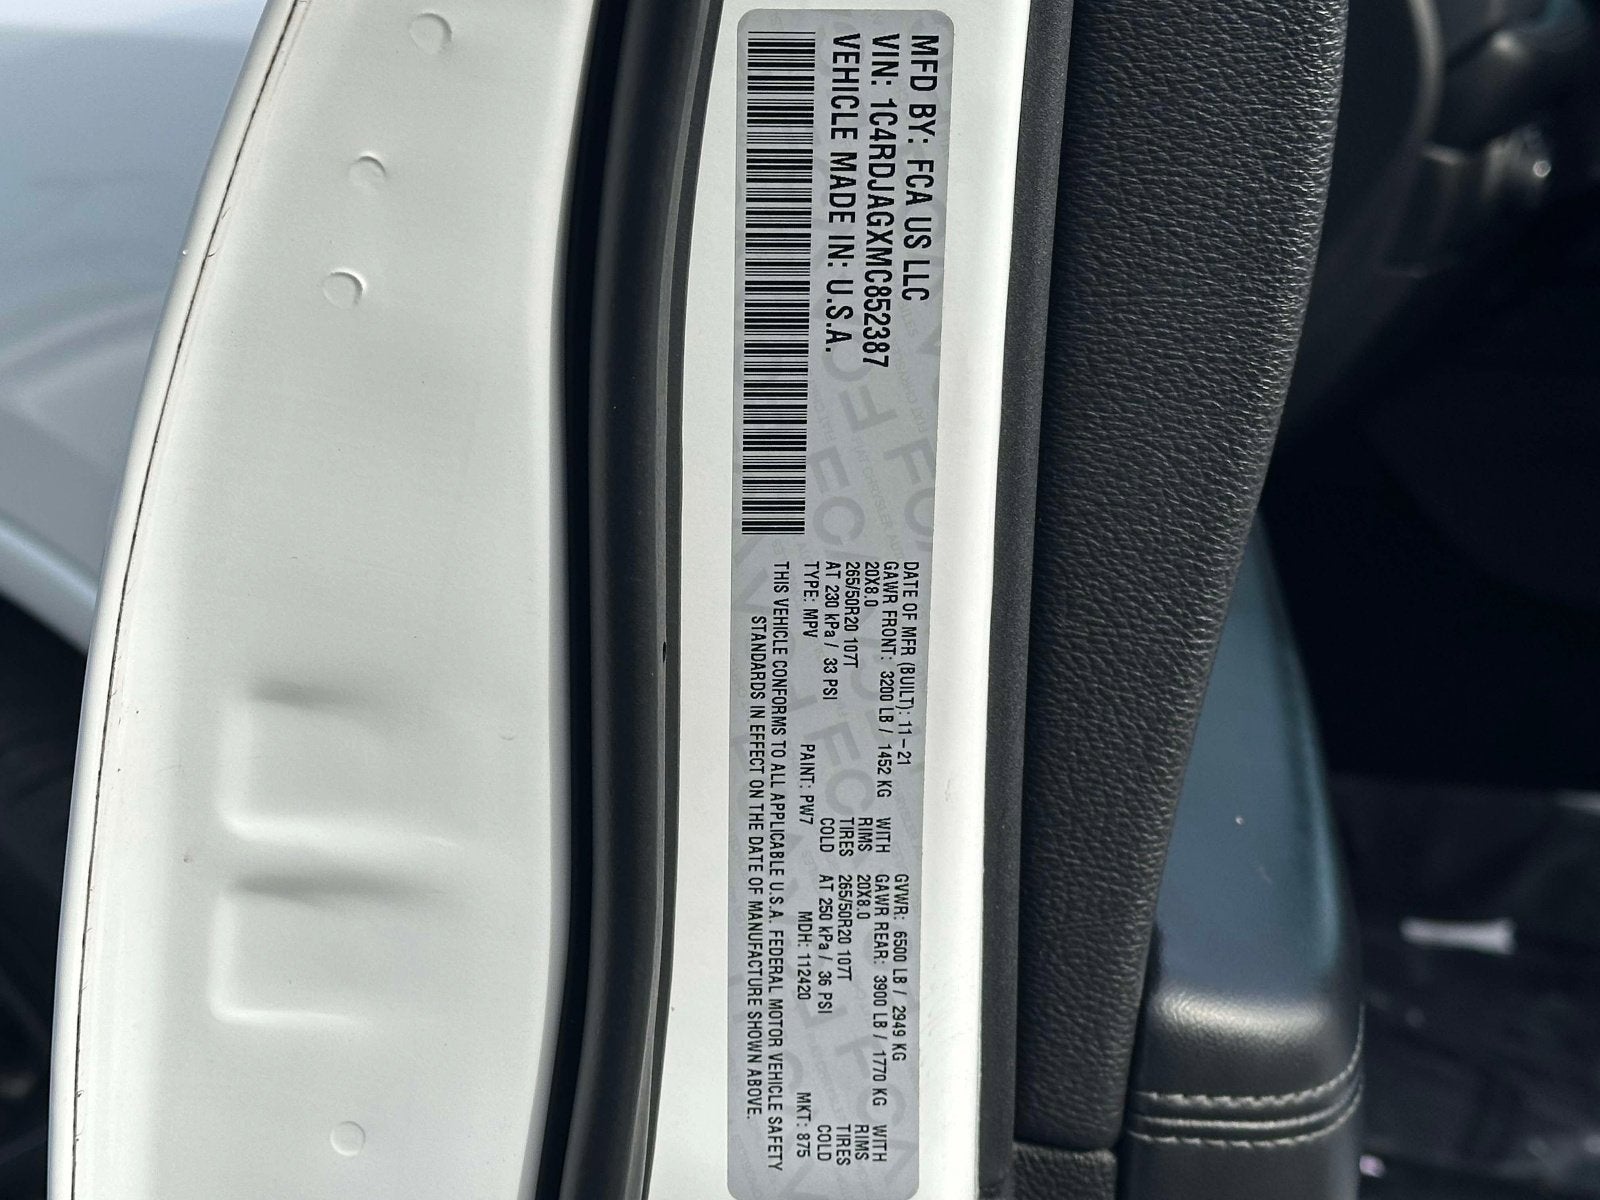 MFD BY: FCA US LLC
VIN: 1C4RDJAGXMC852387
VEHICLE MADE IN: U.S.A.
DATE OF MFR (BUILT): 11-21 GVWR: 6500 LB / 2949 KG
GAWR FRONT: 3200 LB / 1452 KG WITH GAWR REAR: 3900 LB / 1770 KG WITH
20X8.0 RIMS 20X8.0 RIMS
265/50R20 107T TIRES 265/50R20 107T TIRES
AT 230 kPa / 33 PSI COLD AT 250 kPa / 36 PSI COLD
TYPE: MPV PAINT: PW7 MDH: 112420 MKT: 875
THIS VEHICLE CONFORMS TO ALL APPLICABLE U.S.A. FEDERAL MOTOR VEHICLE SAFETY
STANDARDS IN EFFECT ON THE DATE OF MANUFACTURE SHOWN ABOVE.